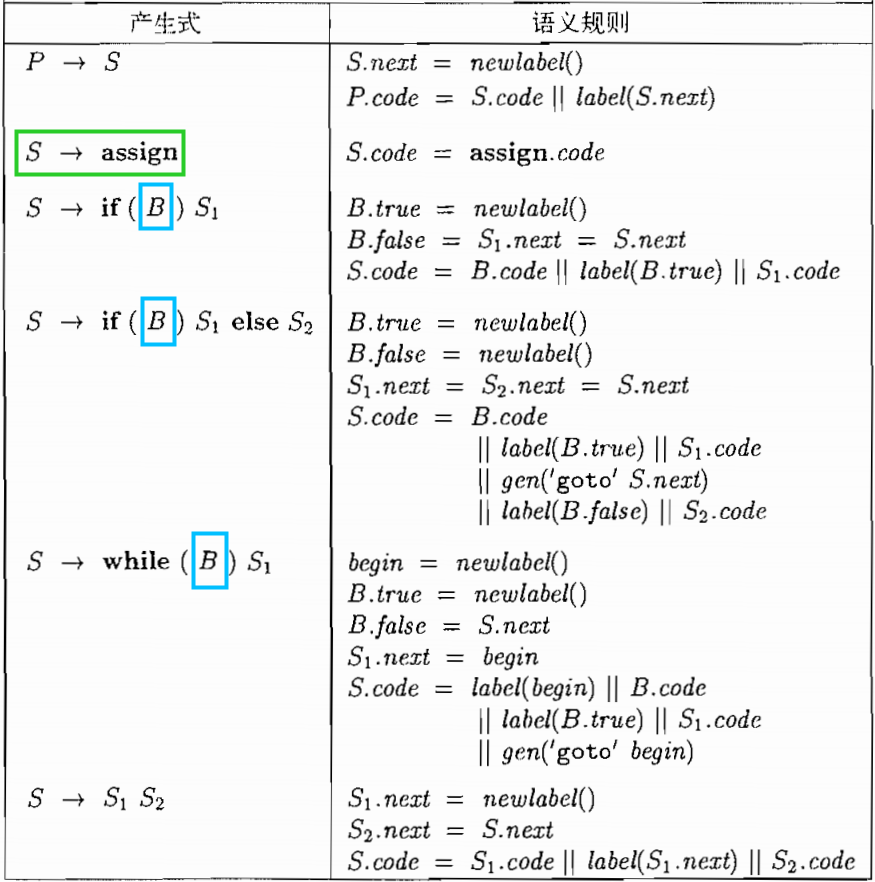 产生式 语义规则
P → S S.next = newlabel()
P.code = S.code || label(S.next)
S → assign S.code = assign.code
S → if ( B ) S₁ B.true = newlabel()
B.false = S₁.next = S.next
S.code = B.code || label(B.true) || S₁.code
S → if ( B ) S₁ else S₂ B.true = newlabel()
B.false = newlabel()
S₁.next = S₂.next = S.next
S.code = B.code
|| label(B.true) || S₁.code
|| gen('goto' S.next)
|| label(B.false) || S₂.code
S → while ( B ) S₁ begin = newlabel()
B.true = newlabel()
B.false = S.next
S₁.next = begin
S.code = label(begin) || B.code
|| label(B.true) || S₁.code
|| gen('goto' begin)
S → S₁ S₂ S₁.next = newlabel()
S₂.next = S.next
S.code = S₁.code || label(S₁.next) || S₂.code